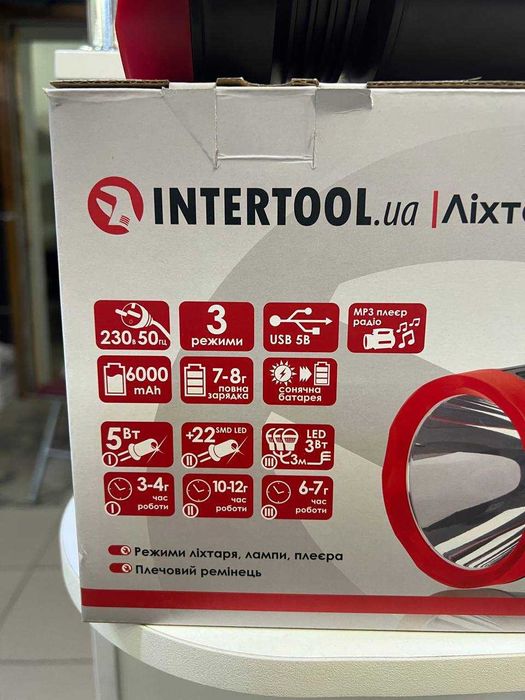 INTERTOOL.ua | Ліхт
230В 50Гц
3
режими
USB 5В
MP3 плеєр
радіо
6000
mAh
7-8г
повна
зарядка
сонячна
батарея
5Вт
I
+22 SMD LED
II
LED
3Вт
III 3м
3-4г
час
роботи
I
10-12г
час
роботи
II
6-7г
час
роботи
III
Режими ліхтаря, лампи, плеєра
Плечовий ремінець